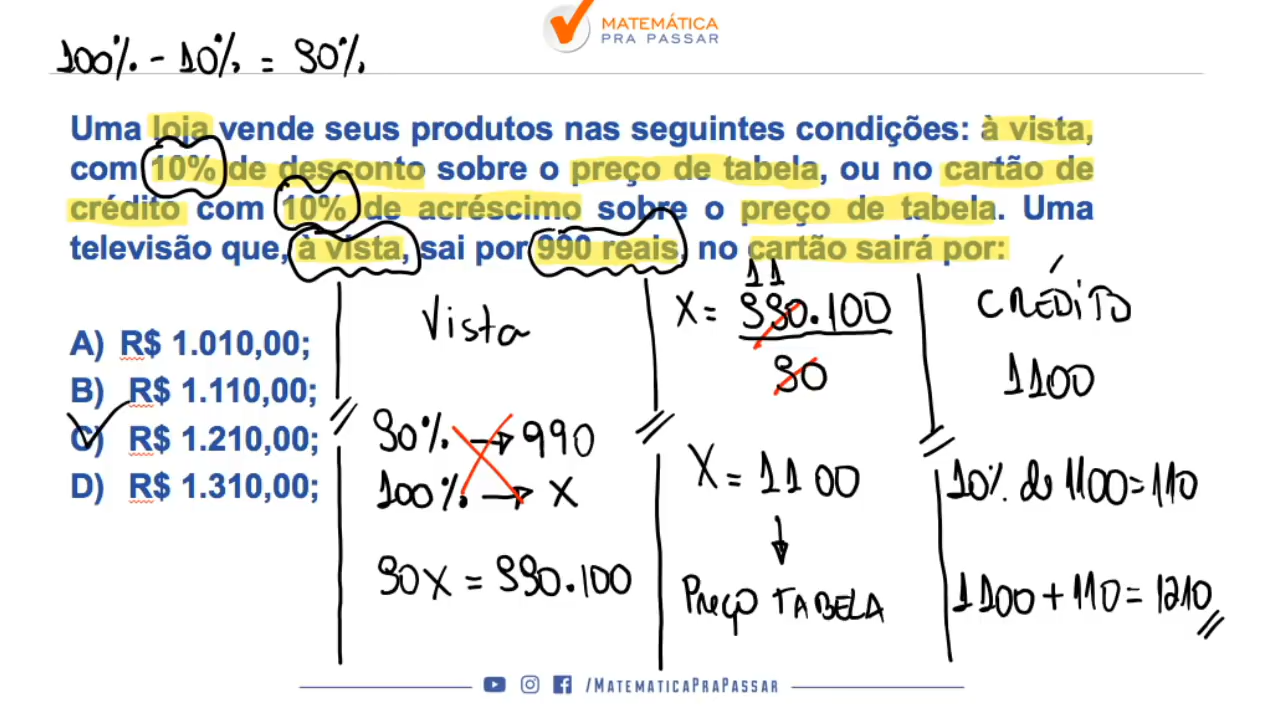 MATEMÁTICA
PRA PASSAR
100% - 10% = 90%
Uma loja vende seus produtos nas seguintes condições: à vista,
com 10% de desconto sobre o preço de tabela, ou no cartão de
crédito com 10% de acréscimo sobre o preço de tabela. Uma
televisão que, à vista, sai por 990 reais, no cartão sairá por:
A) R$ 1.010,00;
B) R$ 1.110,00;
C) R$ 1.210,00;
D) R$ 1.310,00;
Vista
90% → 990
100% → X
90X = 990.100
11
X = 990.100
90
X = 1100
↓
PREÇO TABELA
CRÉDITO
1100
10% de 1100 = 110
1100 + 110 = 1210
/MATEMATICAPRAPASSAR